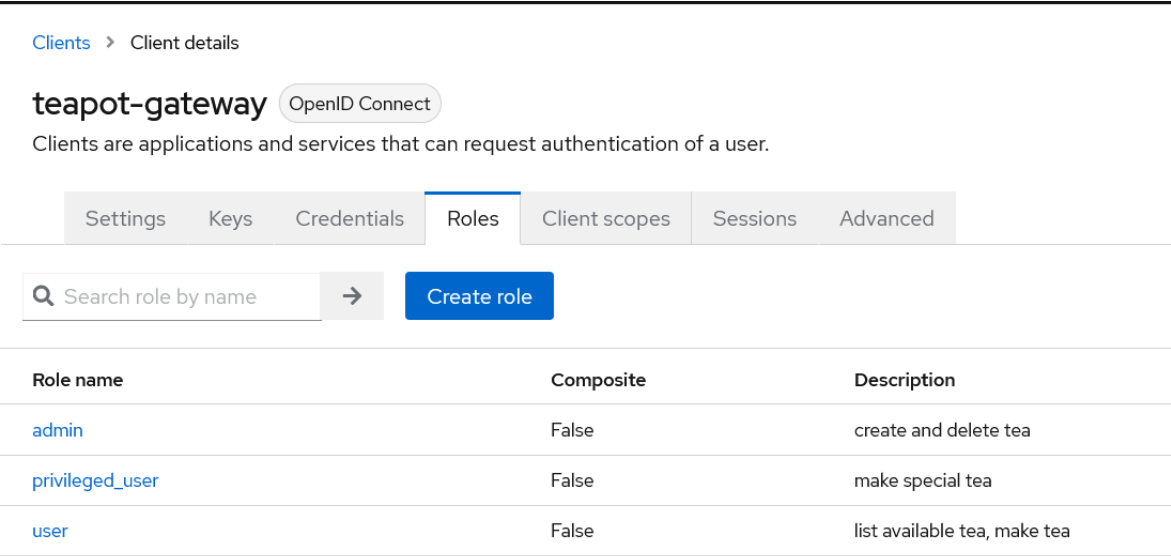 Clients > Client details
teapot-gateway OpenID Connect
Clients are applications and services that can request authentication of a user.
Settings Keys Credentials Roles Client scopes Sessions Advanced
Search role by name Create role
Role name Composite Description
admin False create and delete tea
privileged_user False make special tea
user False list available tea, make tea